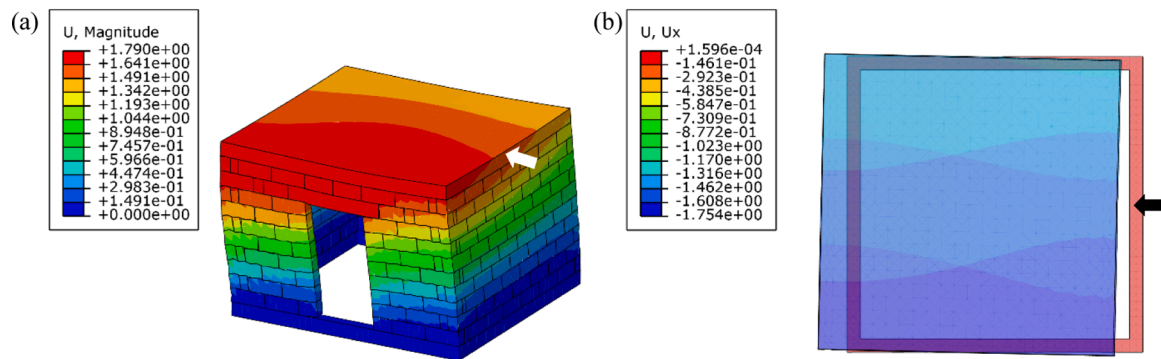 (a)
U, Magnitude
+1.790e+00
+1.641e+00
+1.491e+00
+1.342e+00
+1.193e+00
+1.044e+00
+8.948e-01
+7.457e-01
+5.966e-01
+4.474e-01
+2.983e-01
+1.491e-01
+0.000e+00
(b)
U, Ux
+1.596e-04
-1.461e-01
-2.923e-01
-4.385e-01
-5.847e-01
-7.309e-01
-8.772e-01
-1.023e+00
-1.170e+00
-1.316e+00
-1.462e+00
-1.608e+00
-1.754e+00